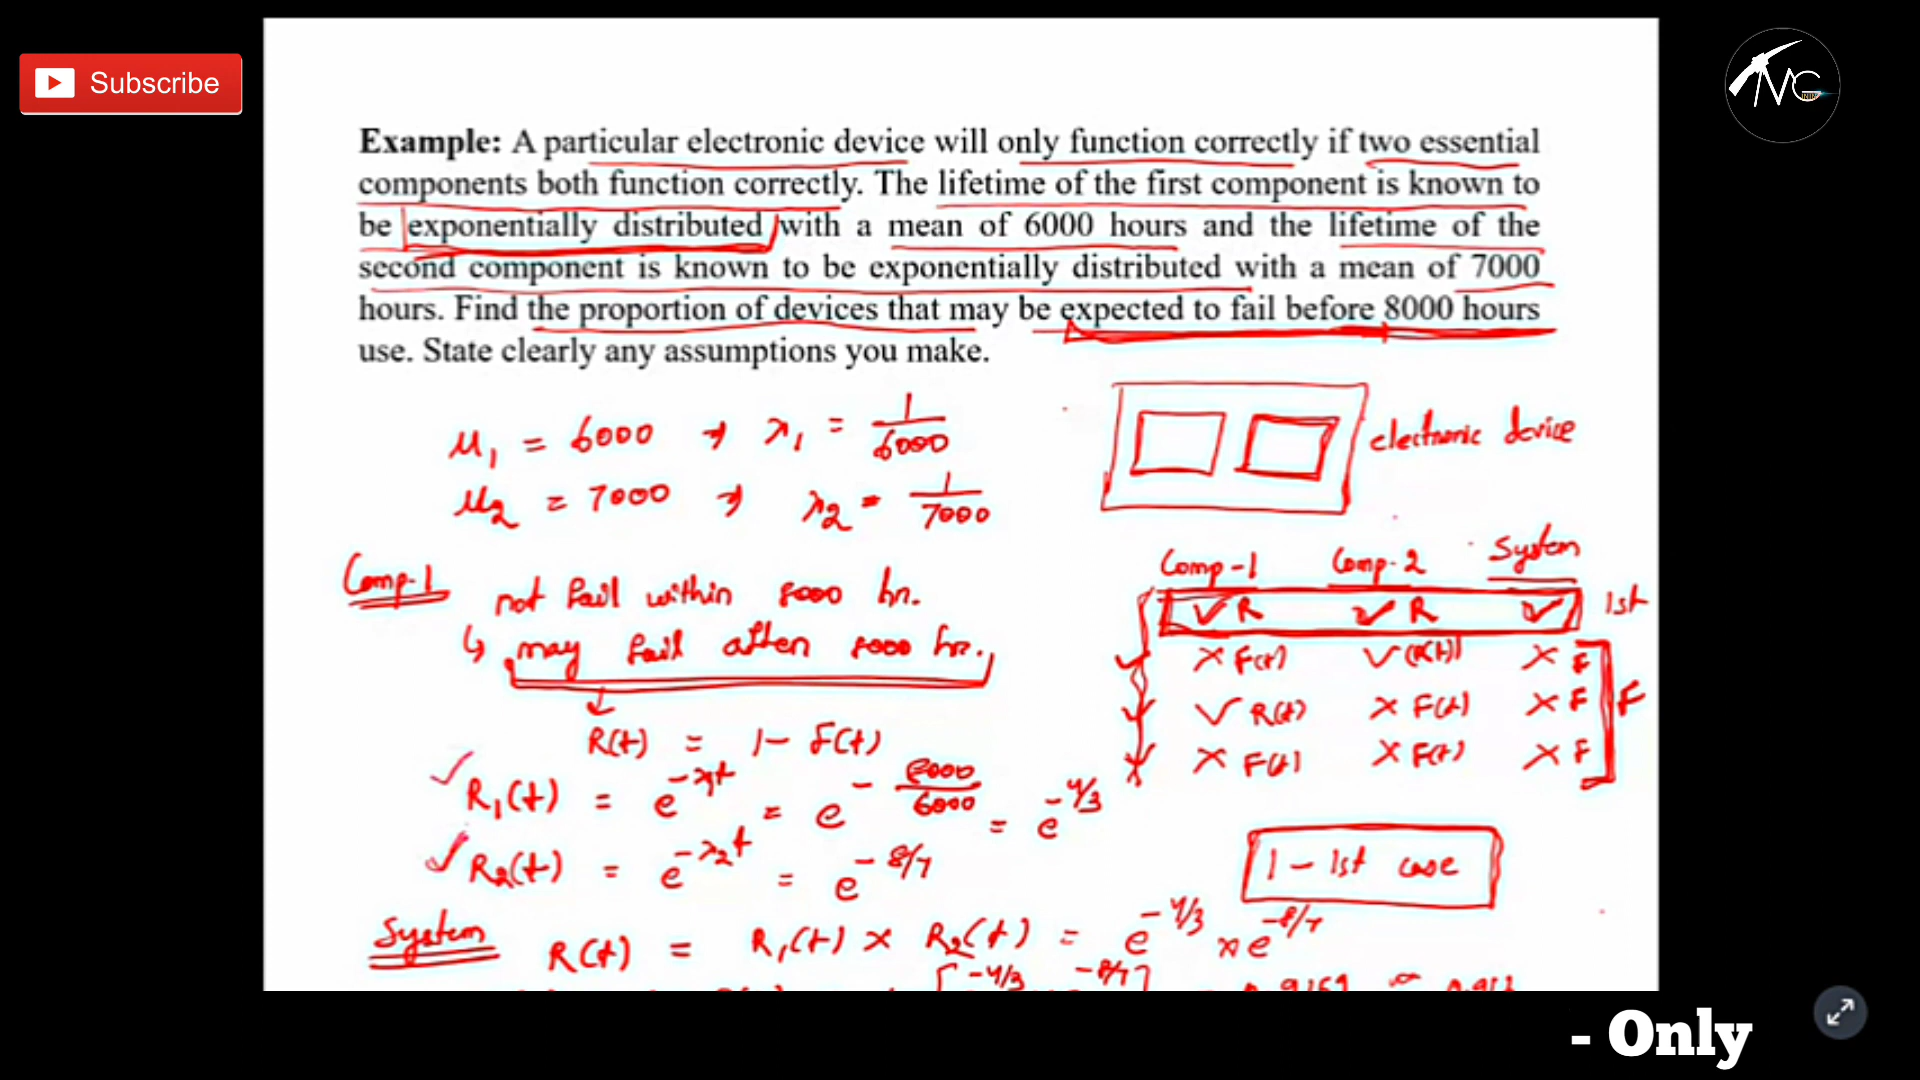 Subscribe
MG
Example: A particular electronic device will only function correctly if two essential
components both function correctly. The lifetime of the first component is known to
be exponentially distributed with a mean of 6000 hours and the lifetime of the
second component is known to be exponentially distributed with a mean of 7000
hours. Find the proportion of devices that may be expected to fail before 8000 hours
use. State clearly any assumptions you make.
μ₁ = 6000 → λ₁ = 1/6000
μ₂ = 7000 → λ₂ = 1/7000
electronic device
Comp-1 not fail within 8000 hr.
↳ may fail after 8000 hr.
R(t) = 1 - F(t)
R₁(t) = e^(-λ₁t) = e^(-8000/6000) = e^(-4/3)
R₂(t) = e^(-λ₂t) = e^(-8/7)
Comp-1 Comp-2 System
✓ R ✓ R ✓ 1st
× F(t) ✓ (R(t)) × F
✓ R(t) × F(t) × F F
× F(t) × F(t) × F
1 - 1st case
System R(t) = R₁(t) × R₂(t) = e^(-4/3) × e^(-8/7)
- Only